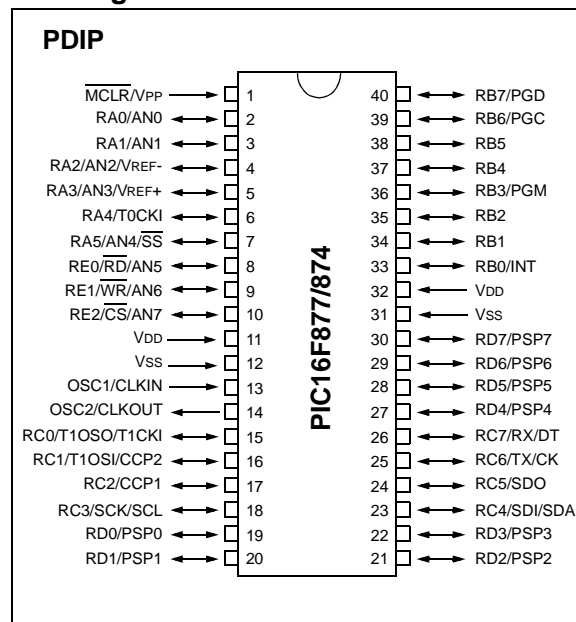 PDIP
MCLR/VPP 1 40 RB7/PGD
RA0/AN0 2 39 RB6/PGC
RA1/AN1 3 38 RB5
RA2/AN2/VREF- 4 37 RB4
RA3/AN3/VREF+ 5 36 RB3/PGM
RA4/T0CKI 6 35 RB2
RA5/AN4/SS 7 34 RB1
RE0/RD/AN5 8 33 RB0/INT
RE1/WR/AN6 9 32 VDD
RE2/CS/AN7 10 31 VSS
VDD 11 30 RD7/PSP7
VSS 12 29 RD6/PSP6
OSC1/CLKIN 13 28 RD5/PSP5
OSC2/CLKOUT 14 27 RD4/PSP4
RC0/T1OSO/T1CKI 15 26 RC7/RX/DT
RC1/T1OSI/CCP2 16 25 RC6/TX/CK
RC2/CCP1 17 24 RC5/SDO
RC3/SCK/SCL 18 23 RC4/SDI/SDA
RD0/PSP0 19 22 RD3/PSP3
RD1/PSP1 20 21 RD2/PSP2
PIC16F877/874